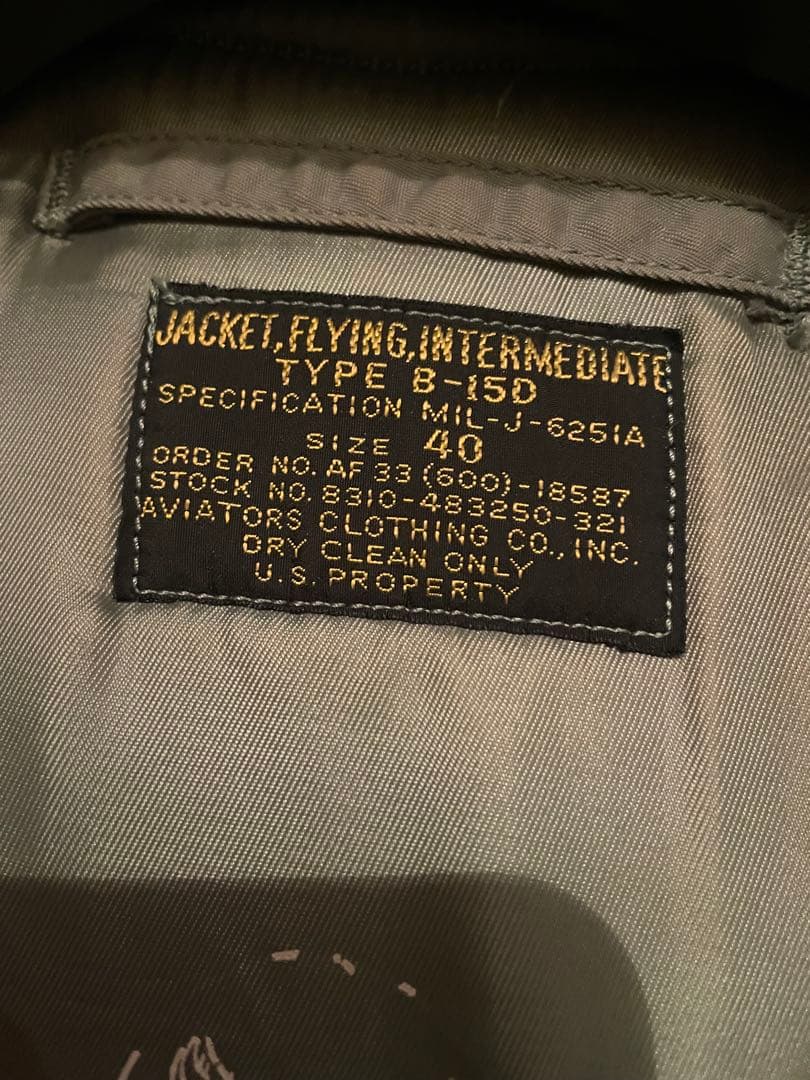 JACKET, FLYING, INTERMEDIATE
TYPE B-15D
SPECIFICATION MIL-J-6251A
SIZE 40
ORDER NO. AF 33 (600)-18587
STOCK NO. 8310-483250-321
AVIATORS CLOTHING CO., INC.
DRY CLEAN ONLY
U.S. PROPERTY